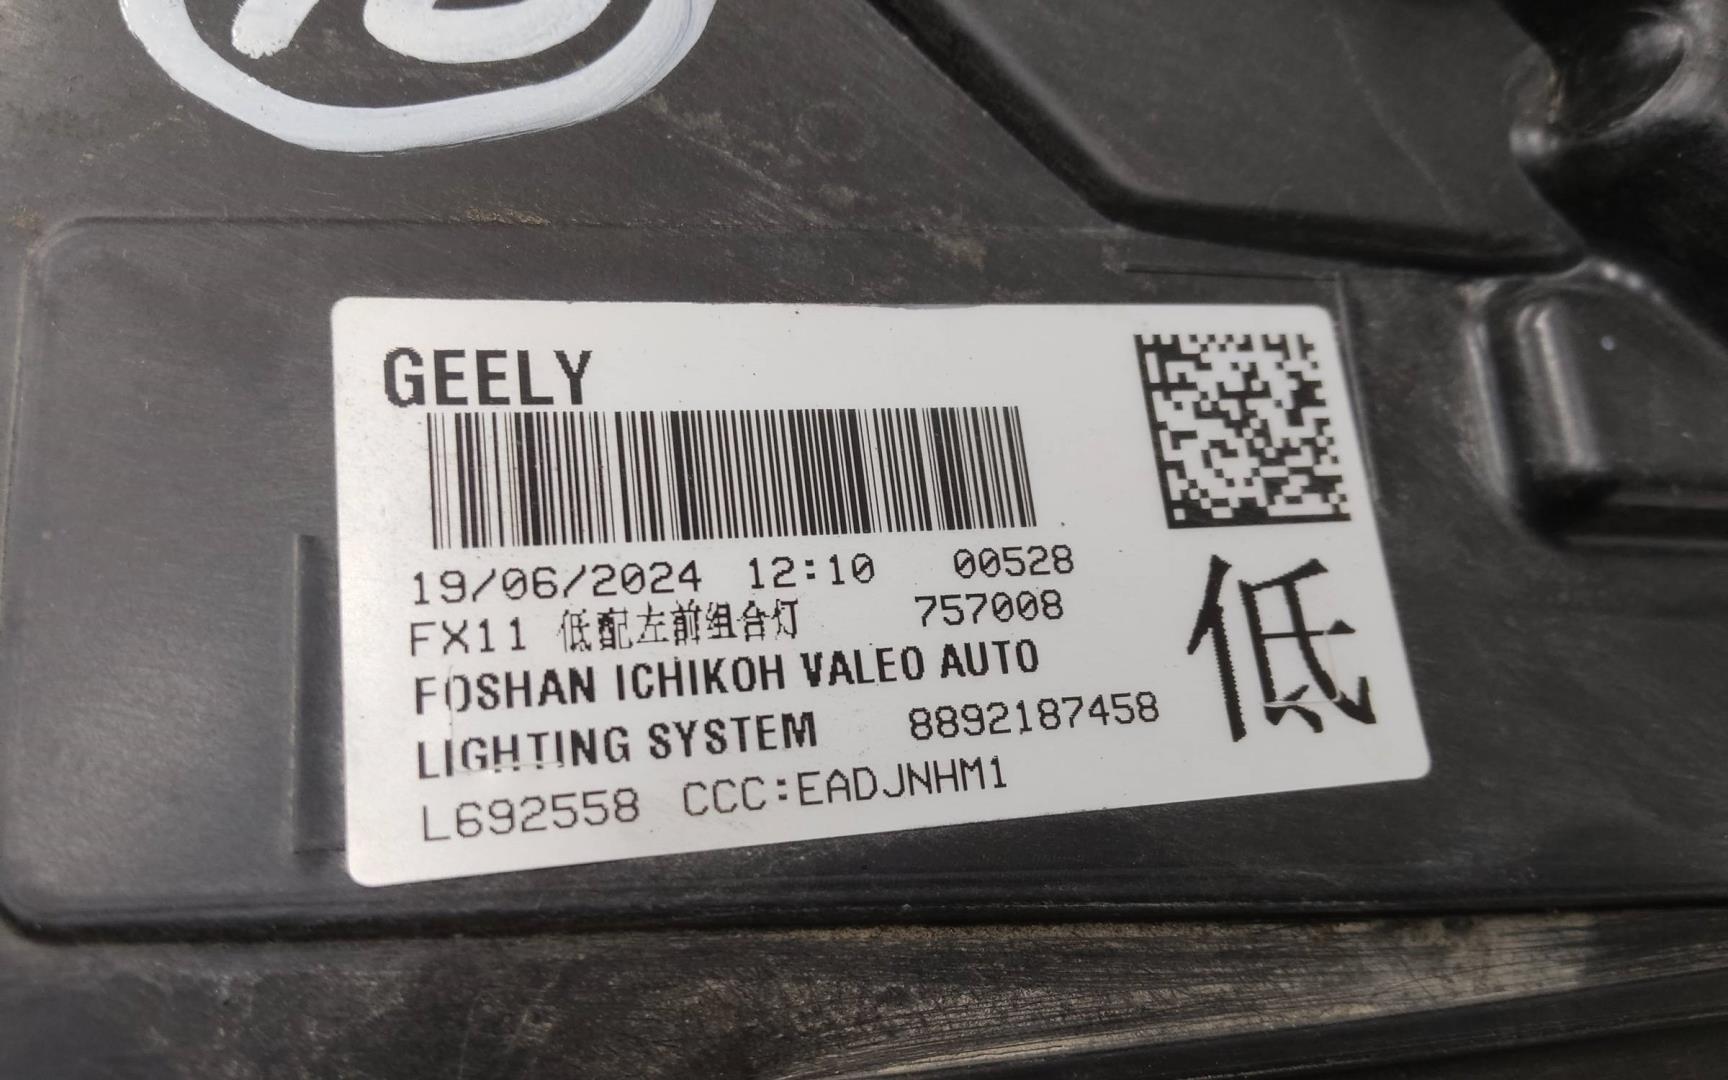 GEELY
19/06/2024 12:10 00528
FX11 低配左前组合灯 757008
FOSHAN ICHIKOH VALEO AUTO
LIGHTING SYSTEM 8892187458
L692558 CCC:EADJNHM1
低